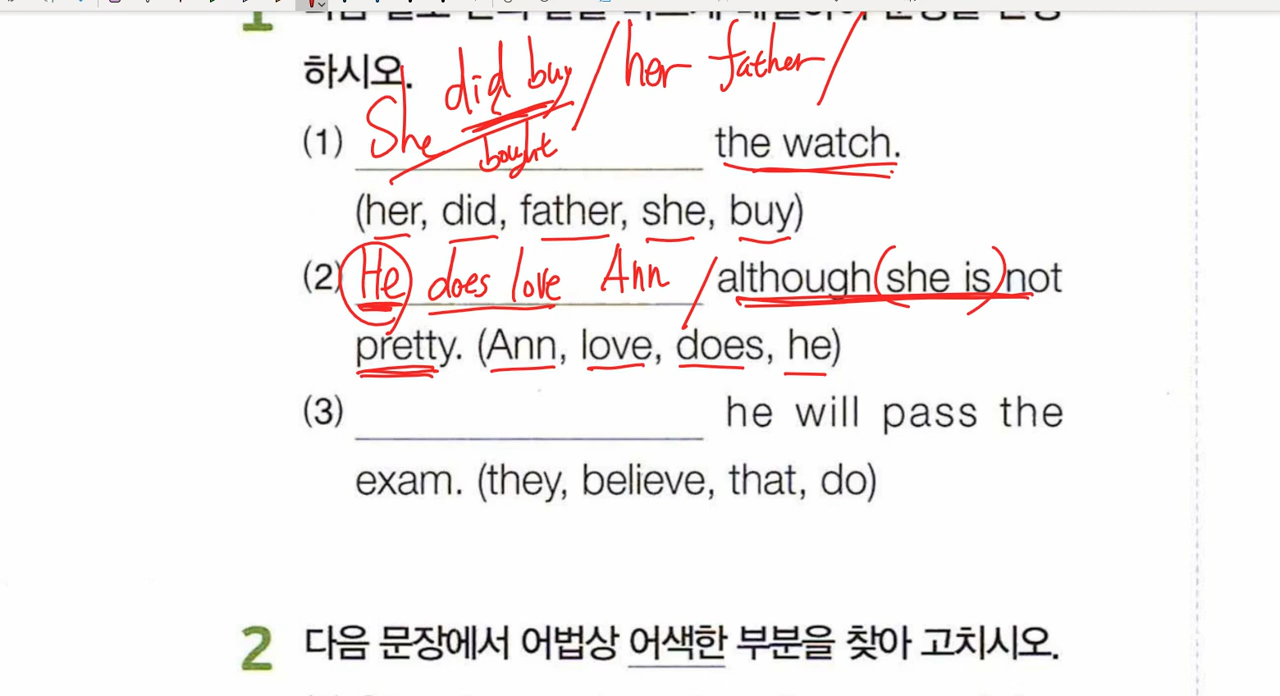 1
하시오.
did buy / her father /
(1) She the watch.
bought
(her, did, father, she, buy)
(2) He does love Ann / although (she is) not
pretty. (Ann, love, does, he)
(3) he will pass the
exam. (they, believe, that, do)
2 다음 문장에서 어법상 어색한 부분을 찾아 고치시오.